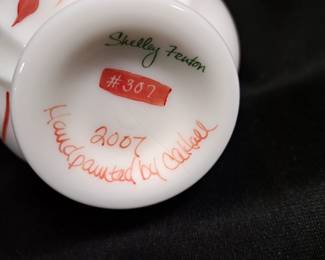 Shelley Fenton
#307
2007
Handpainted by